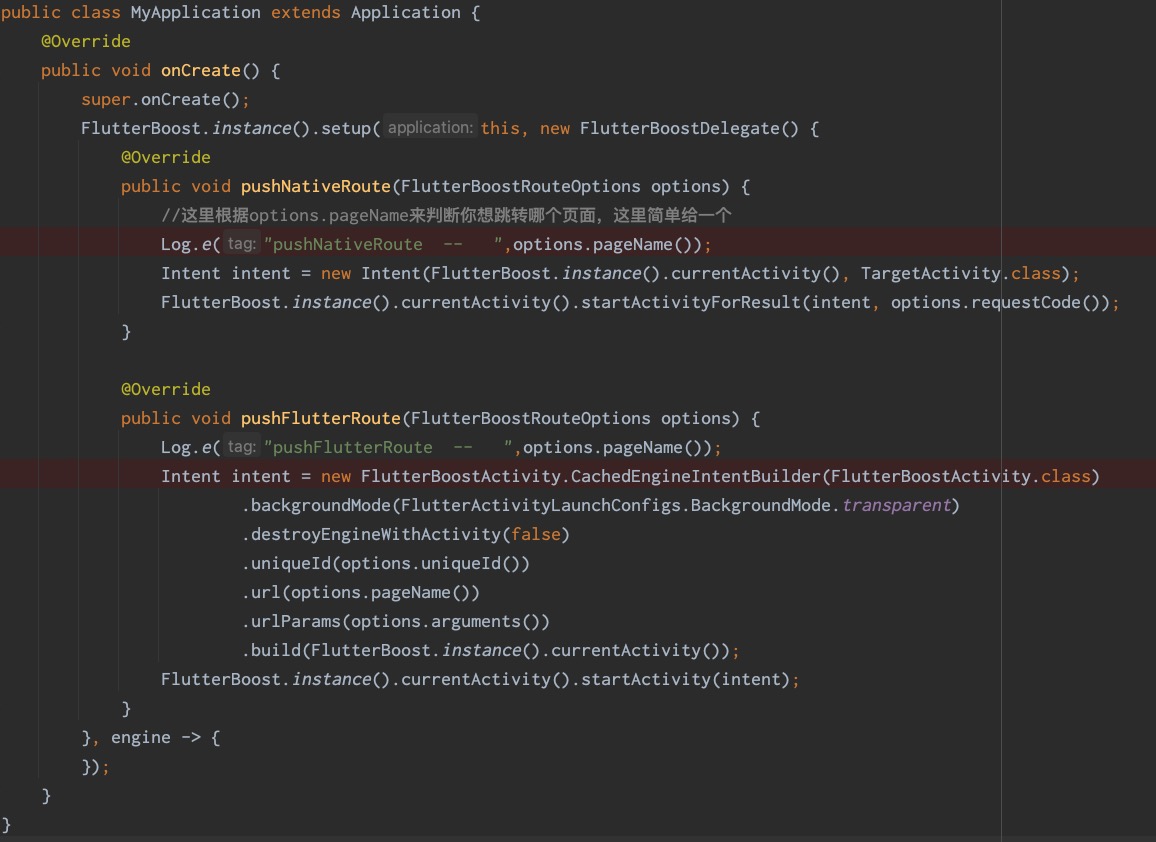 public class MyApplication extends Application {
    @Override
    public void onCreate() {
        super.onCreate();
        FlutterBoost.instance().setup( application: this, new FlutterBoostDelegate() {
            @Override
            public void pushNativeRoute(FlutterBoostRouteOptions options) {
                //这里根据options.pageName来判断你想跳转哪个页面，这里简单给一个
                Log.e( tag: "pushNativeRoute  --   ",options.pageName());
                Intent intent = new Intent(FlutterBoost.instance().currentActivity(), TargetActivity.class);
                FlutterBoost.instance().currentActivity().startActivityForResult(intent, options.requestCode());
            }

            @Override
            public void pushFlutterRoute(FlutterBoostRouteOptions options) {
                Log.e( tag: "pushFlutterRoute  --   ",options.pageName());
                Intent intent = new FlutterBoostActivity.CachedEngineIntentBuilder(FlutterBoostActivity.class)
                        .backgroundMode(FlutterActivityLaunchConfigs.BackgroundMode.transparent)
                        .destroyEngineWithActivity(false)
                        .uniqueId(options.uniqueId())
                        .url(options.pageName())
                        .urlParams(options.arguments())
                        .build(FlutterBoost.instance().currentActivity());
                FlutterBoost.instance().currentActivity().startActivity(intent);
            }
        }, engine -> {
        });
    }
}